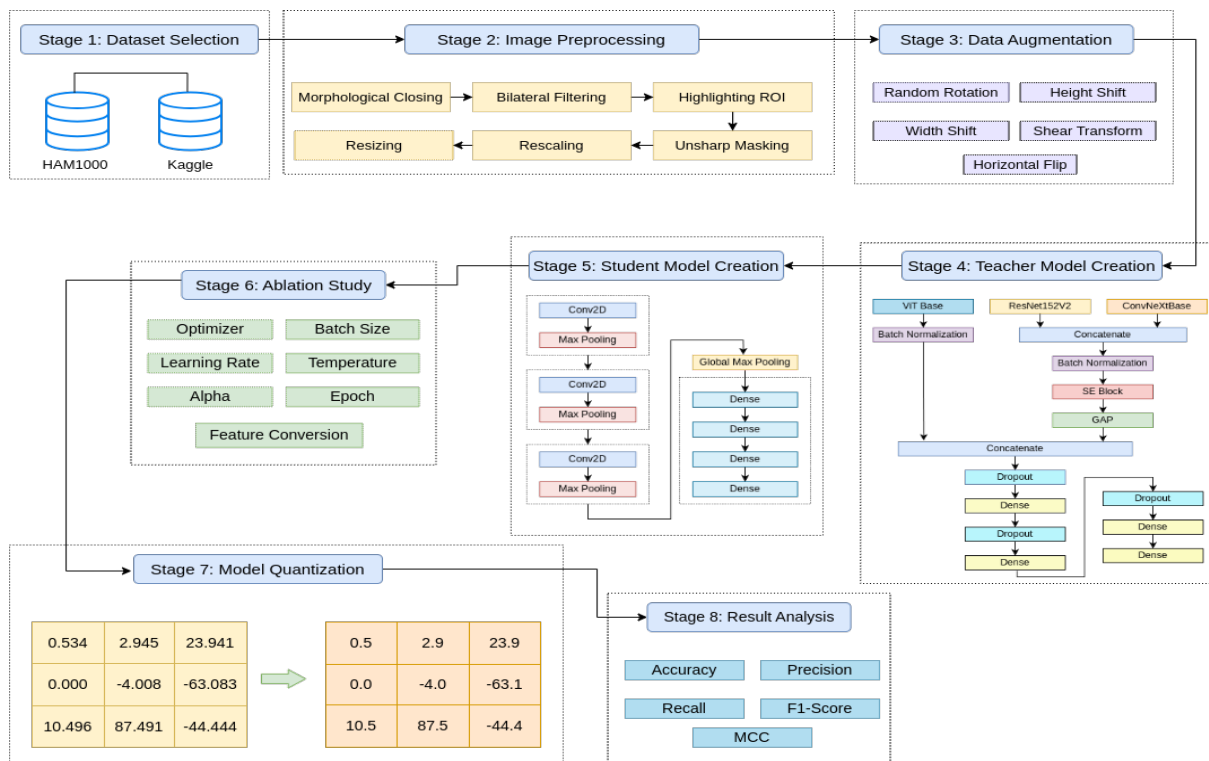 Stage 1: Dataset Selection
HAM1000
Kaggle
Stage 2: Image Preprocessing
Morphological Closing
Bilateral Filtering
Highlighting ROI
Unsharp Masking
Rescaling
Resizing
Stage 3: Data Augmentation
Random Rotation
Height Shift
Width Shift
Shear Transform
Horizontal Flip
Stage 4: Teacher Model Creation
ViT Base
ResNet152V2
ConvNeXtBase
Batch Normalization
Concatenate
Batch Normalization
SE Block
GAP
Concatenate
Dropout
Dense
Dropout
Dense
Dropout
Dense
Dense
Stage 5: Student Model Creation
Conv2D
Max Pooling
Conv2D
Max Pooling
Conv2D
Max Pooling
Global Max Pooling
Dense
Dense
Dense
Dense
Stage 6: Ablation Study
Optimizer
Batch Size
Learning Rate
Temperature
Alpha
Epoch
Feature Conversion
Stage 7: Model Quantization
0.534 2.945 23.941
0.000 -4.008 -63.083
10.496 87.491 -44.444
0.5 2.9 23.9
0.0 -4.0 -63.1
10.5 87.5 -44.4
Stage 8: Result Analysis
Accuracy
Precision
Recall
F1-Score
MCC